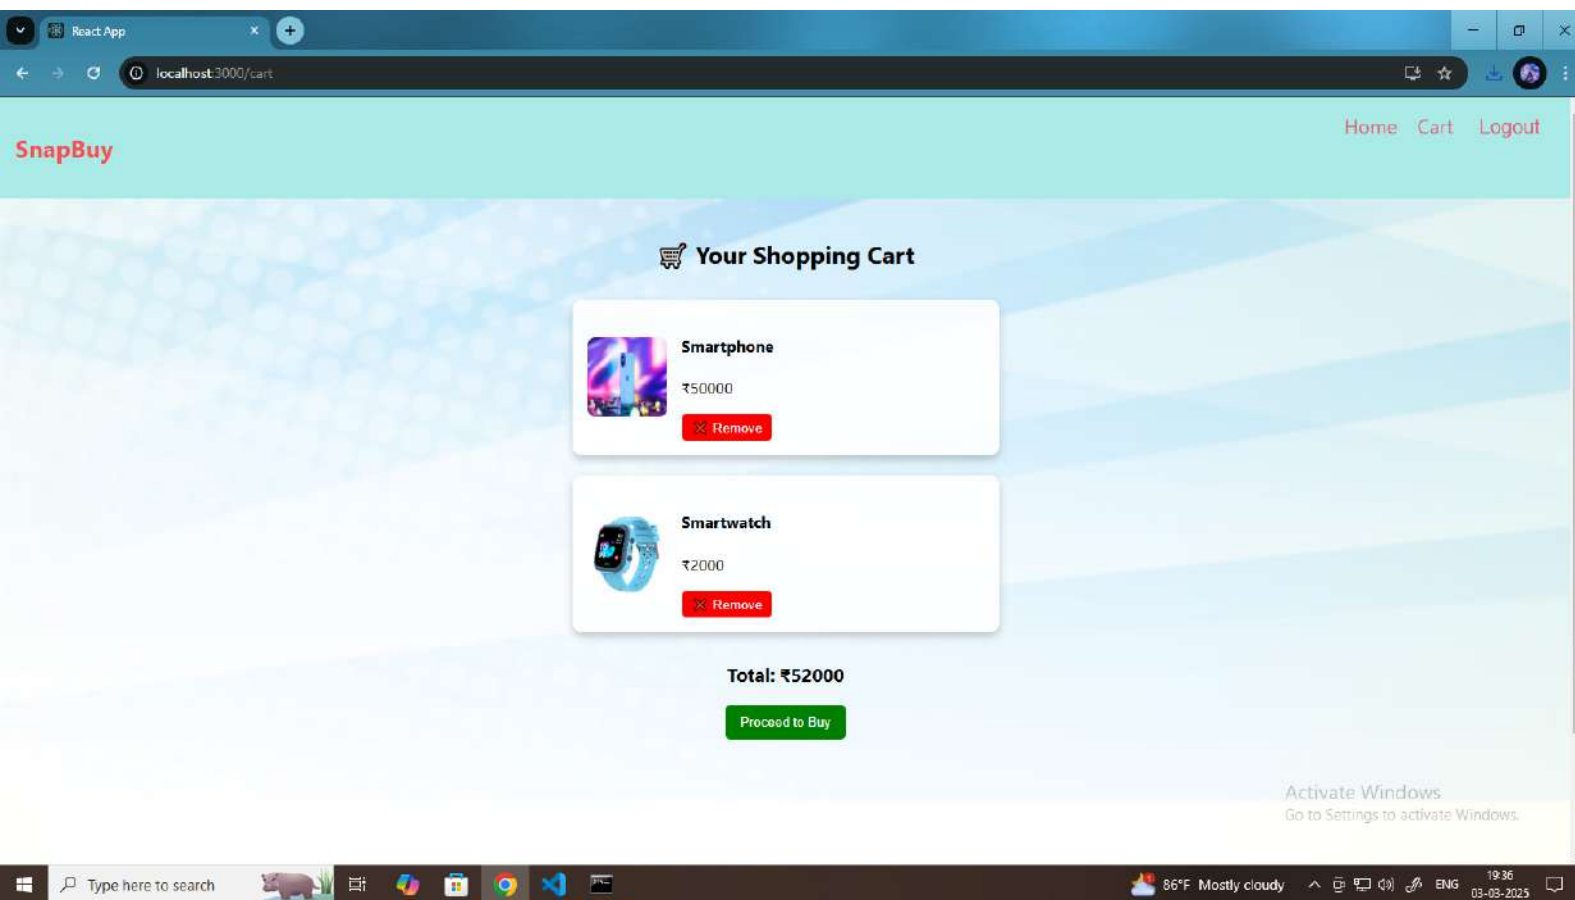 React App
localhost:3000/cart
SnapBuy
Home Cart Logout
Your Shopping Cart
Smartphone
₹50000
Remove
Smartwatch
₹2000
Remove
Total: ₹52000
Proceed to Buy
Activate Windows
Go to Settings to activate Windows.
Type here to search
86°F Mostly cloudy
ENG
19:36
03-03-2025